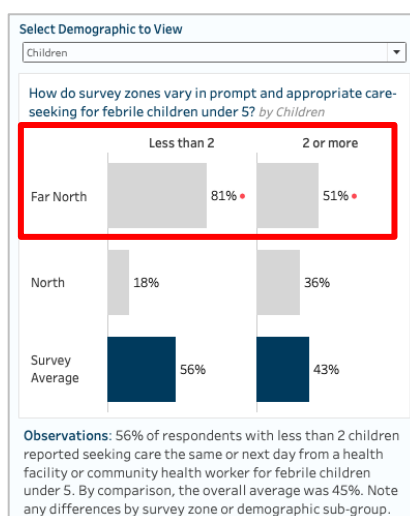 Select Demographic to View
Children
How do survey zones vary in prompt and appropriate care-
seeking for febrile children under 5? by Children
Less than 2 2 or more
Far North 81% 51%
North 18% 36%
Survey
Average 56% 43%
Observations: 56% of respondents with less than 2 children
reported seeking care the same or next day from a health
facility or community health worker for febrile children
under 5. By comparison, the overall average was 45%. Note
any differences by survey zone or demographic sub-group.